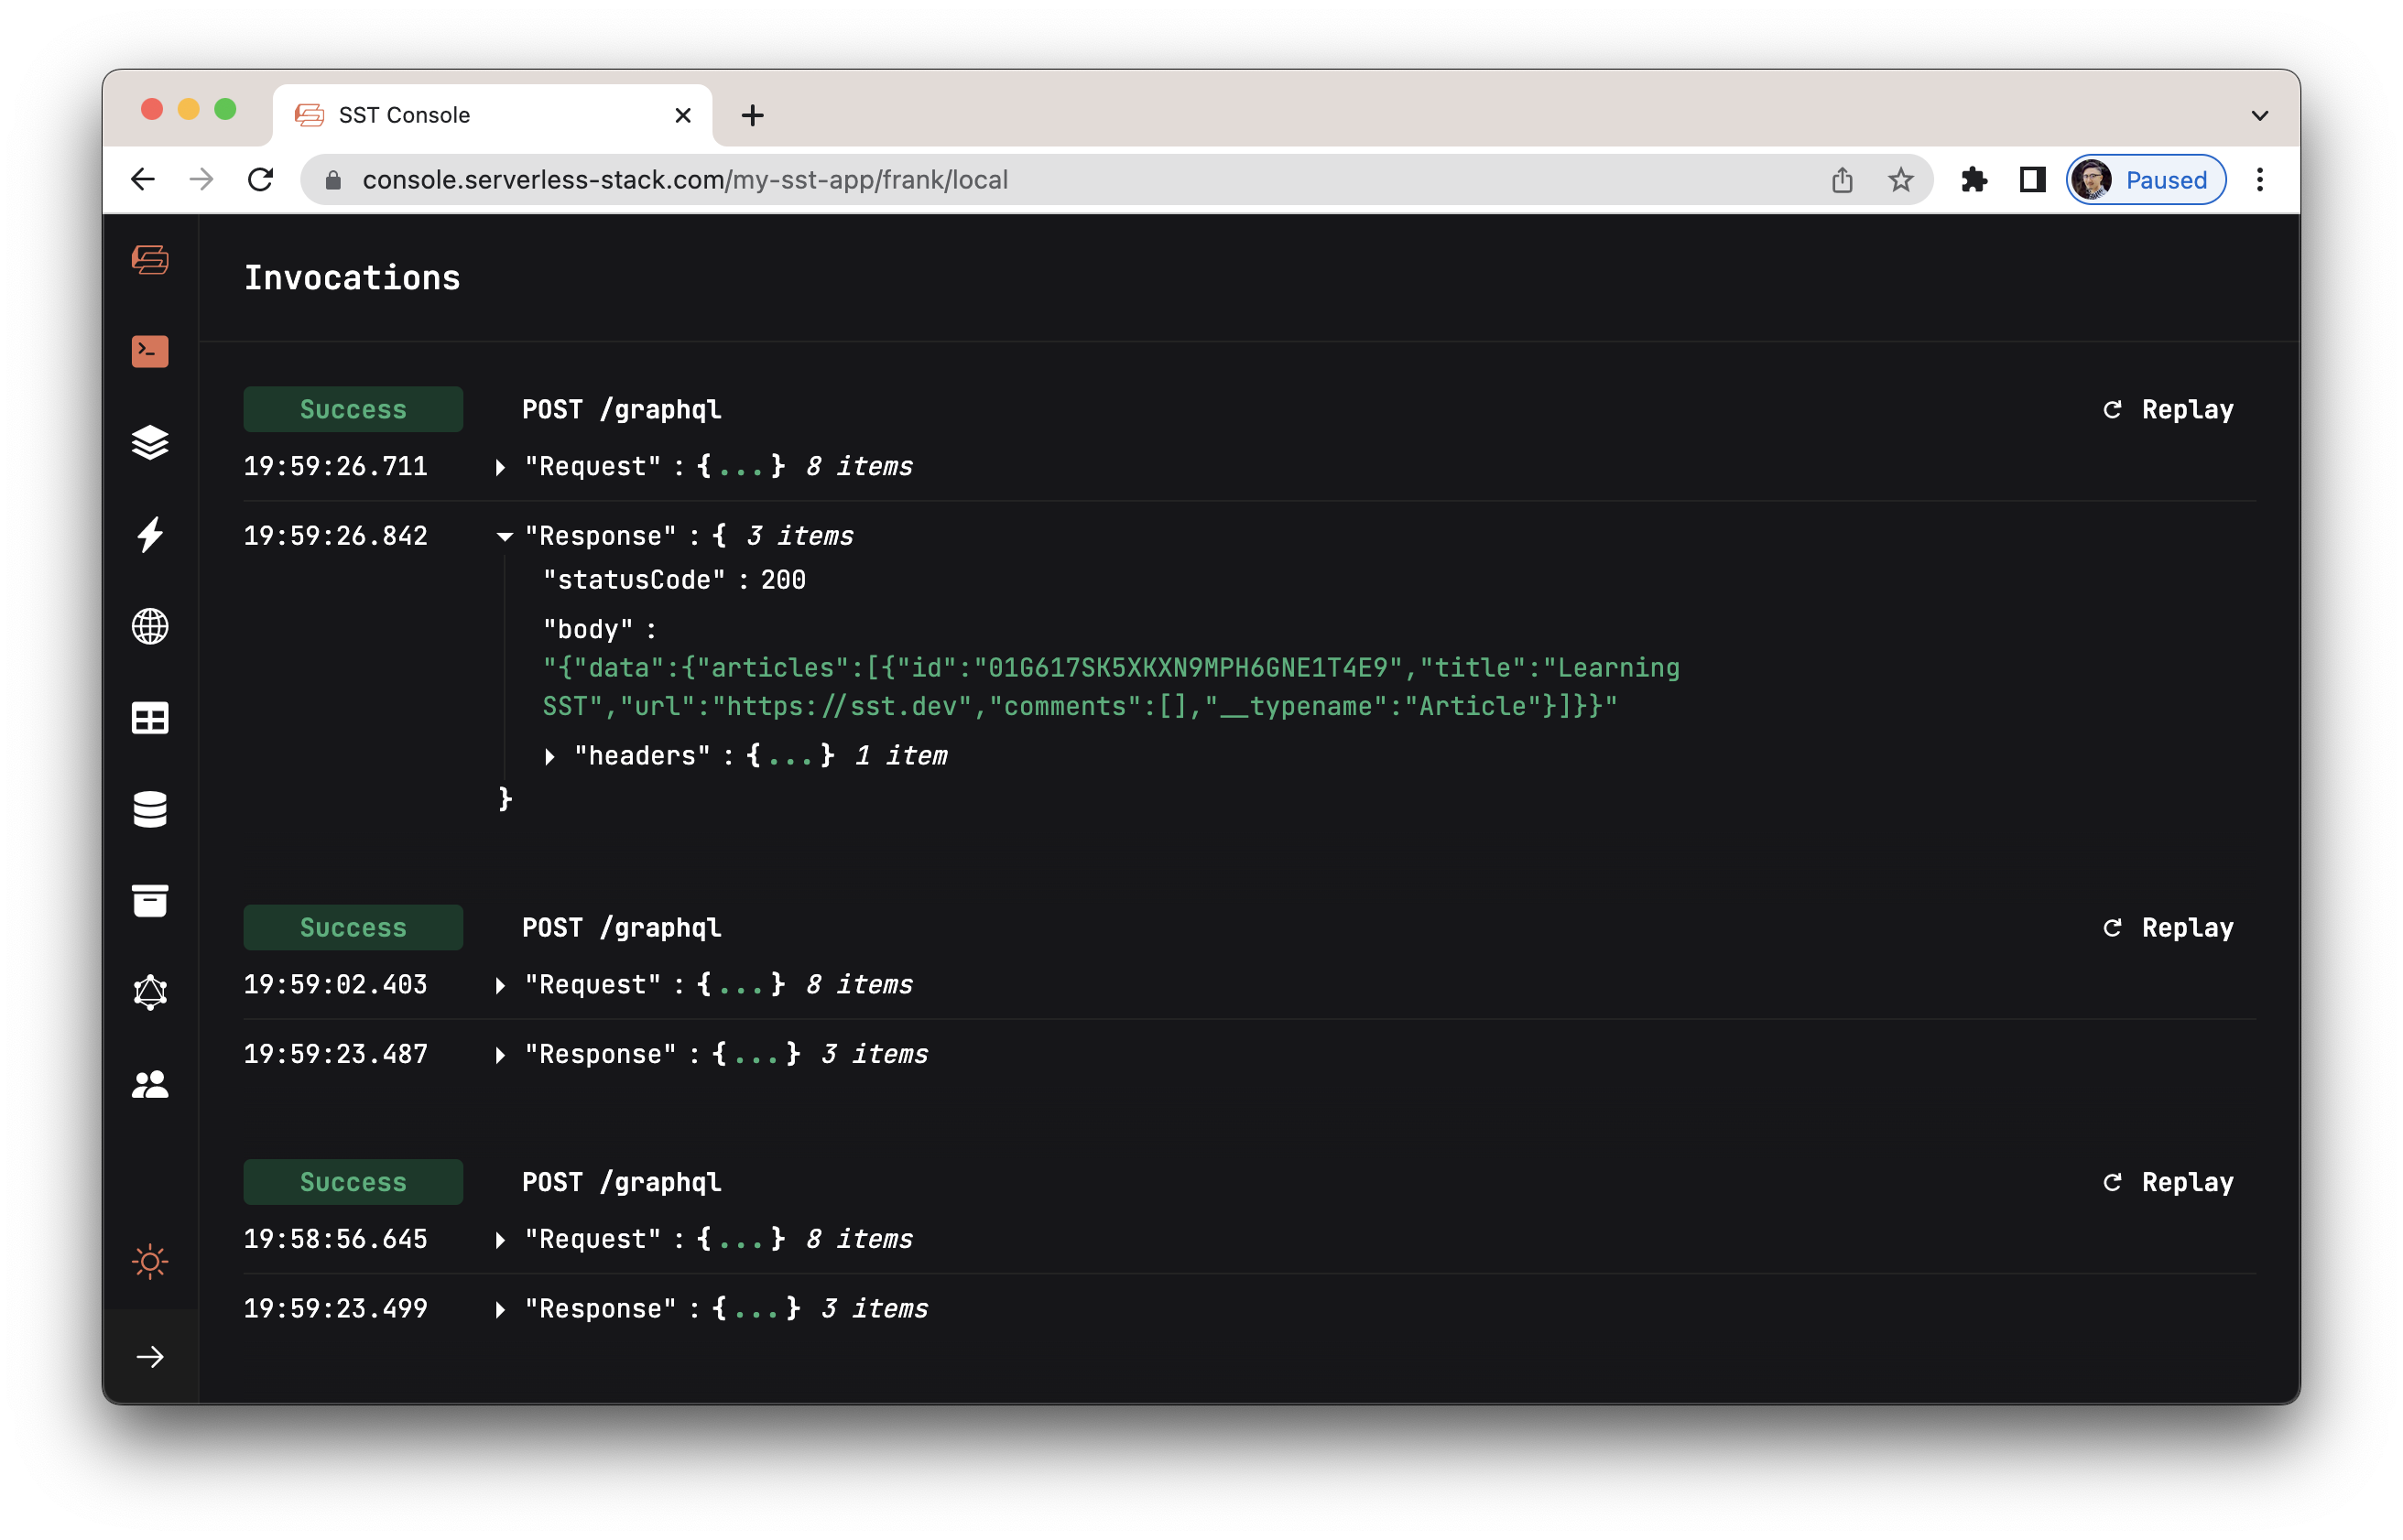 SST Console
console.serverless-stack.com/my-sst-app/frank/local
Paused
Invocations
Success POST /graphql Replay
19:59:26.711 "Request" : {...} 8 items
19:59:26.842 "Response" : { 3 items
"statusCode" : 200
"body" :
"{"data":{"articles":[{"id":"01G617SK5XKXN9MPH6GNE1T4E9","title":"Learning
SST","url":"https://sst.dev","comments":[],"__typename":"Article"}]}}"
"headers" : {...} 1 item
}
Success POST /graphql Replay
19:59:02.403 "Request" : {...} 8 items
19:59:23.487 "Response" : {...} 3 items
Success POST /graphql Replay
19:58:56.645 "Request" : {...} 8 items
19:59:23.499 "Response" : {...} 3 items